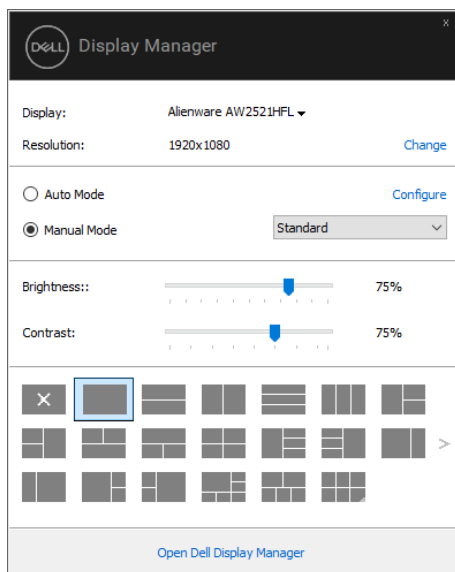 x
DELL Display Manager
Display: Alienware AW2521HFL
Resolution: 1920x1080 Change
Auto Mode Configure
Manual Mode Standard
Brightness:: 75%
Contrast: 75%
Open Dell Display Manager